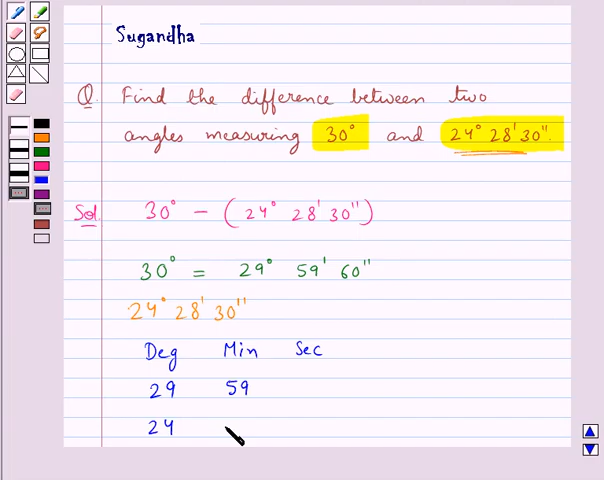 Sugandha
Q. Find the difference between two
angles measuring 30° and 24° 28' 30".
Sol. 30° - (24° 28' 30")
30° = 29° 59' 60"
24° 28' 30"
Deg Min Sec
29 59
24